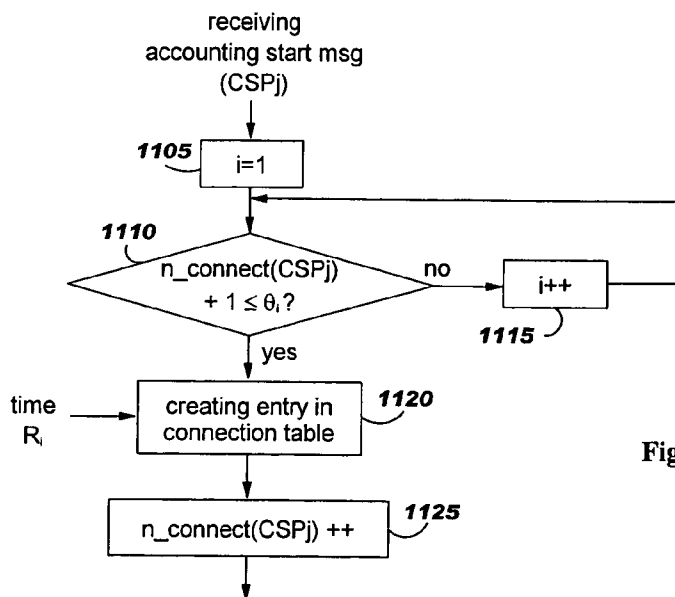 receiving
accounting start msg
(CSPj)
1105
i=1
1110
n_connect(CSPj)
+ 1 ≤ θi?
no
i++
1115
yes
time
Ri
creating entry in
connection table
1120
Fig
n_connect(CSPj) ++
1125